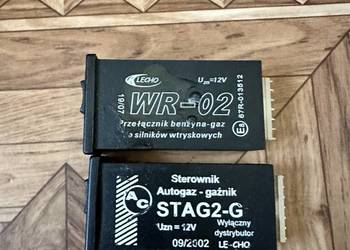 LECHO
Uzn=12V
19/07
WR-02
67R-013512
Przełącznik benzyna-gaz
do silników wtryskowych
Sterownik
Autogaz - gaźnik
AC
STAG2-G
Uzn = 12V
Wyłączny
dystrybutor
09/2002 LE-CHO